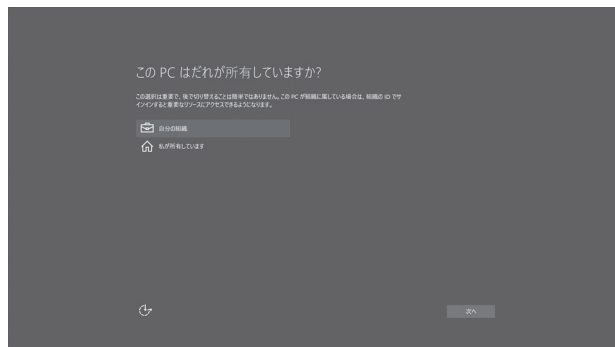 この PC はだれが所有していますか?
この選択は重要で、後で切り替えることは簡単ではありません。この PC が組織に属している場合は、組織の ID でサ
インインすると重要なリソースにアクセスできるようになります。
自分の組織
私が所有しています
次へ